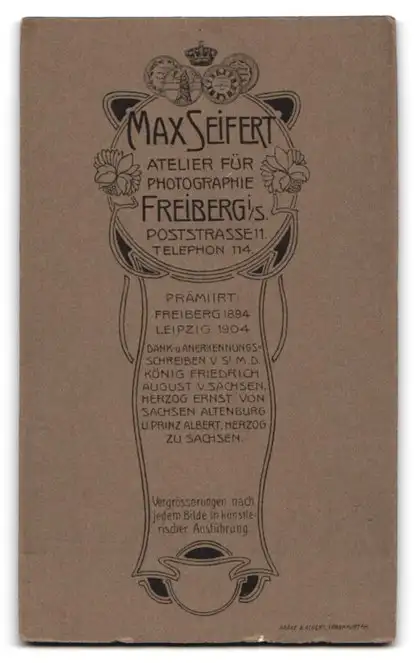 MAX SEIFERT
ATELIER FÜR
PHOTOGRAPHIE
FREIBERG i/S.
POSTSTRASSE 11.
TELEPHON 114.
PRÄMIIRT
FREIBERG 1894
LEIPZIG 1904
DANK- u. ANERKENNUNGS-
SCHREIBEN V. Sr. M. D.
KÖNIG FRIEDRICH
AUGUST V. SACHSEN,
HERZOG ERNST VON
SACHSEN ALTENBURG
U. PRINZ ALBERT, HERZOG
ZU SACHSEN.
Vergrösserungen nach
jedem Bilde in künstle-
rischer Ausführung.